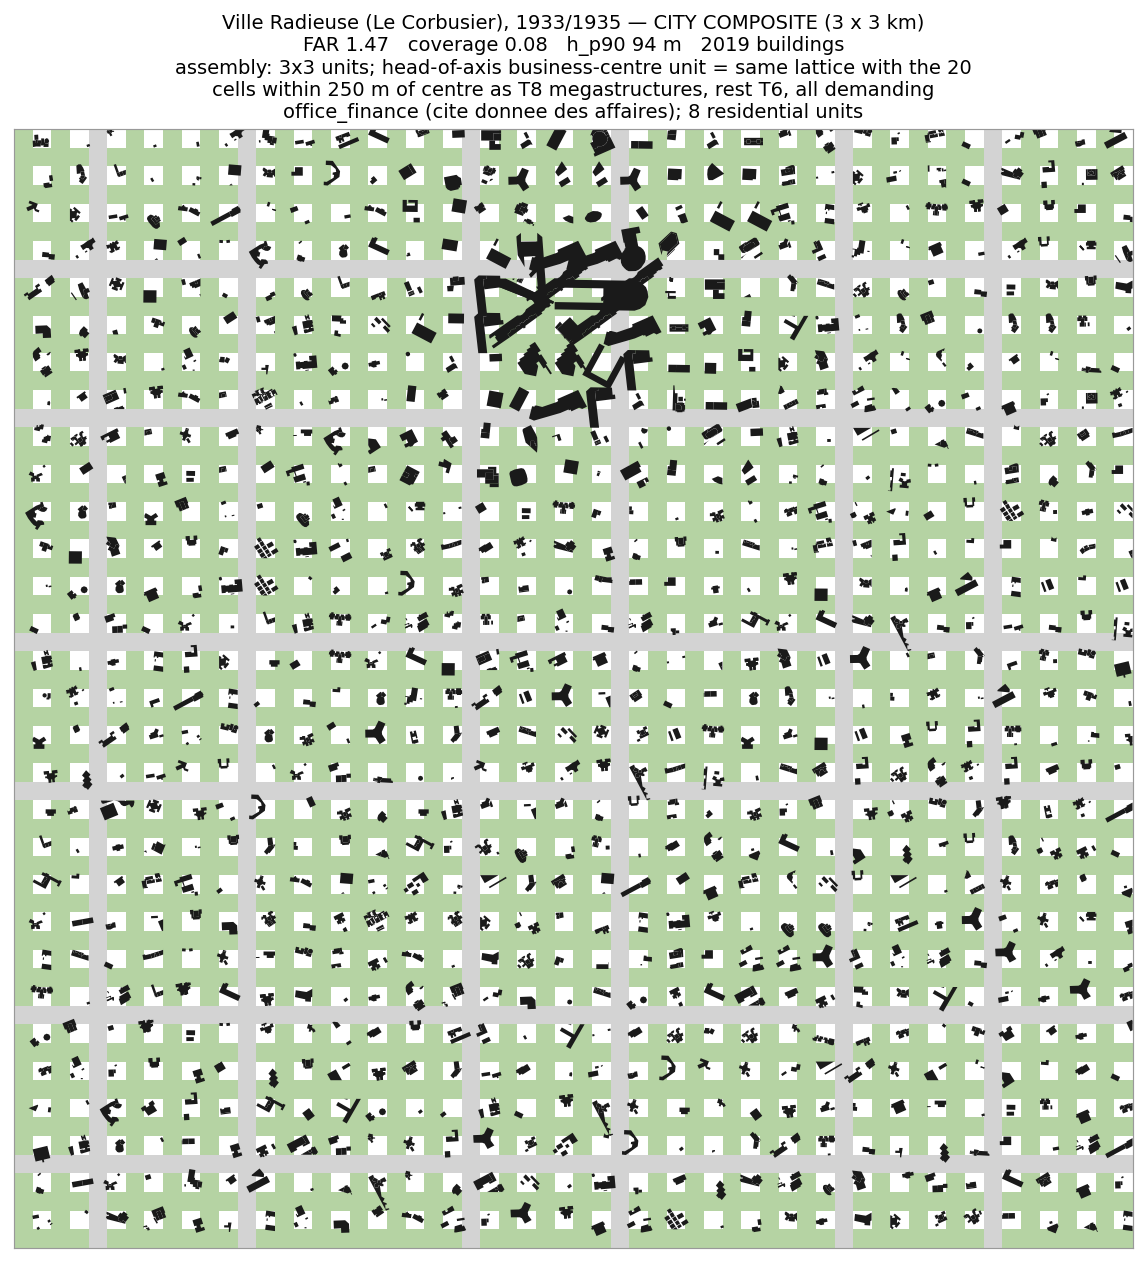 Ville Radieuse (Le Corbusier), 1933/1935 — CITY COMPOSITE (3 x 3 km)
FAR 1.47   coverage 0.08   h_p90 94 m   2019 buildings
assembly: 3x3 units; head-of-axis business-centre unit = same lattice with the 20
cells within 250 m of centre as T8 megastructures, rest T6, all demanding
office_finance (cite donnee des affaires); 8 residential units